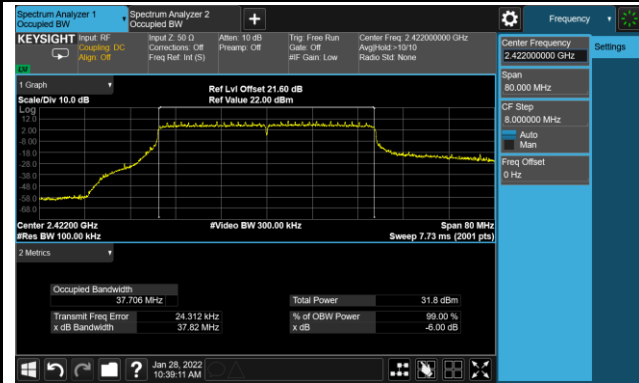 Spectrum Analyzer 1
Occupied BW
Spectrum Analyzer 2
Occupied BW
+
Frequency
KEYSIGHT
Input: RF
Coupling: DC
Align: Off
Input Z: 50 Ω
Corrections: Off
Freq Ref: Int (S)
Atten: 10 dB
Preamp: Off
Trig: Free Run
Gate: Off
#IF Gain: Low
Center Freq: 2.422000000 GHz
Avg|Hold:>10/10
Radio Std: None
Center Frequency
2.422000000 GHz
Settings
Span
80.000 MHz
CF Step
8.000000 MHz
Auto
Man
Freq Offset
0 Hz
1 Graph
Scale/Div 10.0 dB
Ref Lvl Offset 21.60 dB
Ref Value 22.00 dBm
Log
12.0
2.00
-8.00
-18.0
-28.0
-38.0
-48.0
-58.0
-68.0
Center 2.42200 GHz
#Res BW 100.00 kHz
#Video BW 300.00 kHz
Span 80 MHz
Sweep 7.73 ms (2001 pts)
2 Metrics
Occupied Bandwidth
37.706 MHz
Total Power 31.8 dBm
Transmit Freq Error 24.312 kHz
% of OBW Power 99.00 %
x dB Bandwidth 37.82 MHz
x dB -6.00 dB
?
Jan 28, 2022
10:39:11 AM